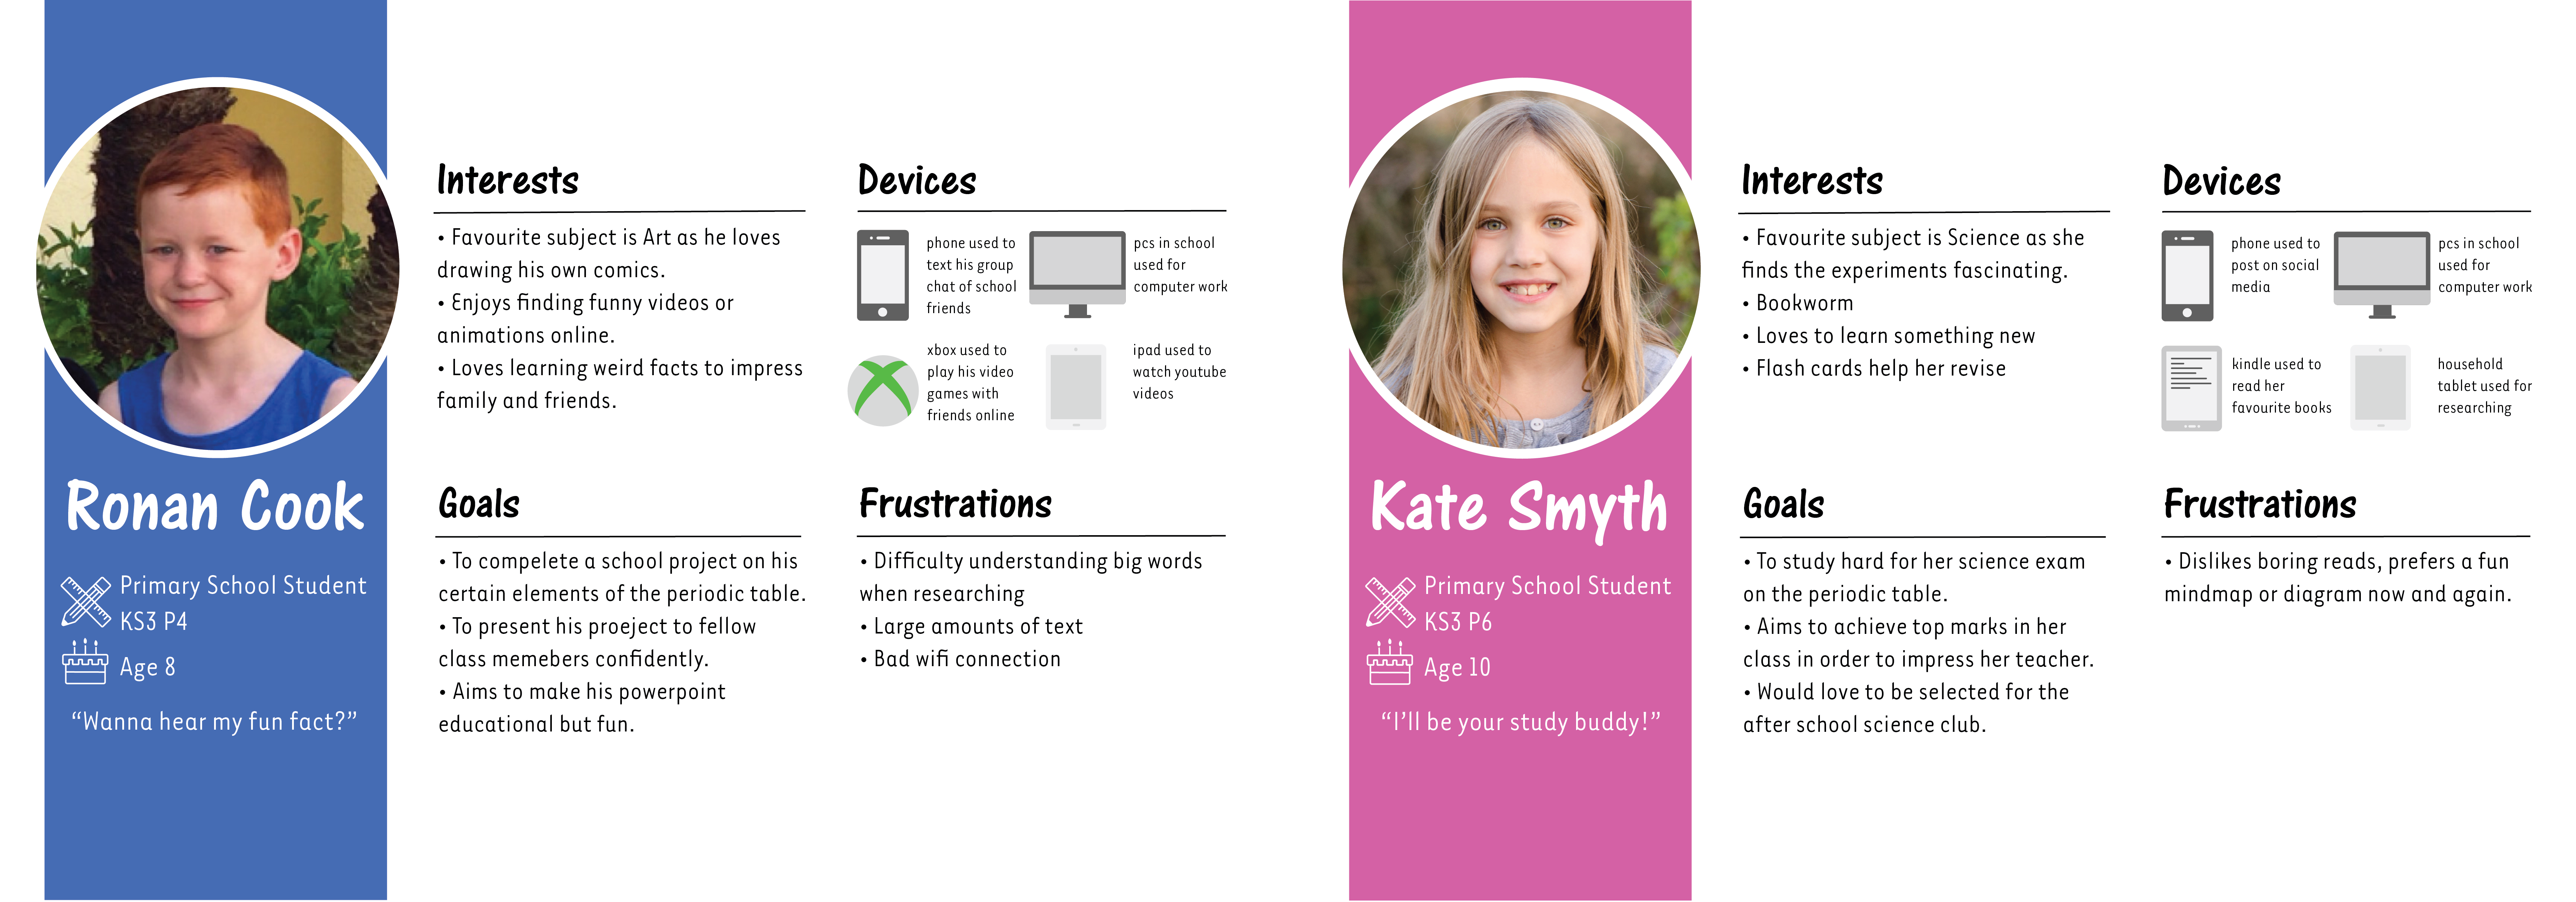 Ronan Cook
Primary School Student
KS3 P4
Age 8
“Wanna hear my fun fact?”
Interests
• Favourite subject is Art as he loves
drawing his own comics.
• Enjoys finding funny videos or
animations online.
• Loves learning weird facts to impress
family and friends.
Devices
phone used to
text his group
chat of school
friends
pcs in school
used for
computer work
xbox used to
play his video
games with
friends online
ipad used to
watch youtube
videos
Goals
• To compelete a school project on his
certain elements of the periodic table.
• To present his proeject to fellow
class memebers confidently.
• Aims to make his powerpoint
educational but fun.
Frustrations
• Difficulty understanding big words
when researching
• Large amounts of text
• Bad wifi connection
Kate Smyth
Primary School Student
KS3 P6
Age 10
“I’ll be your study buddy!”
Interests
• Favourite subject is Science as she
finds the experiments fascinating.
• Bookworm
• Loves to learn something new
• Flash cards help her revise
Devices
phone used to
post on social
media
pcs in school
used for
computer work
kindle used to
read her
favourite books
household
tablet used for
researching
Goals
• To study hard for her science exam
on the periodic table.
• Aims to achieve top marks in her
class in order to impress her teacher.
• Would love to be selected for the
after school science club.
Frustrations
• Dislikes boring reads, prefers a fun
mindmap or diagram now and again.